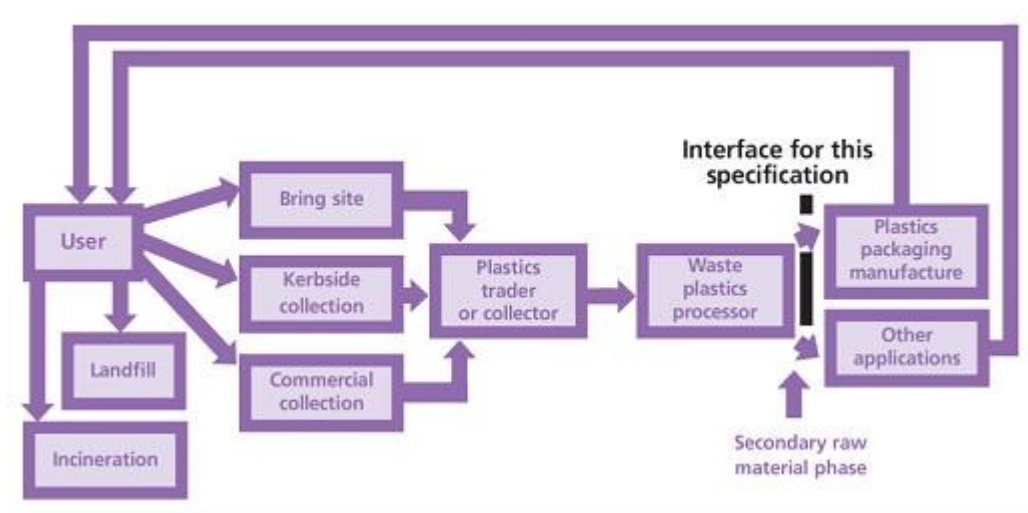 Interface for this
specification
Bring site
User
Kerbside
collection
Commercial
collection
Landfill
Incineration
Plastics
trader
or collector
Waste
plastics
processor
Plastics
packaging
manufacture
Other
applications
Secondary raw
material phase